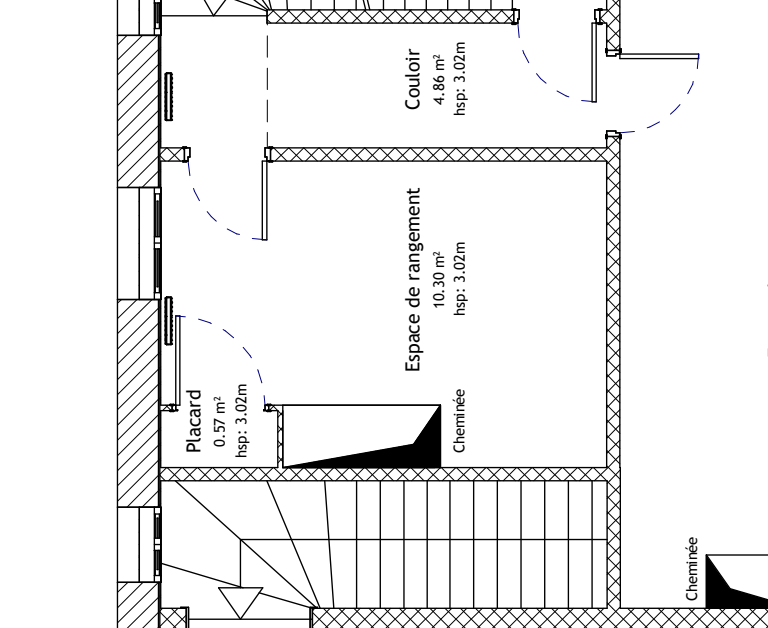 Couloir
4.86 m²
hsp: 3.02m
Espace de rangement
10.30 m²
hsp: 3.02m
Placard
0.57 m²
hsp: 3.02m
Cheminée
Cheminée